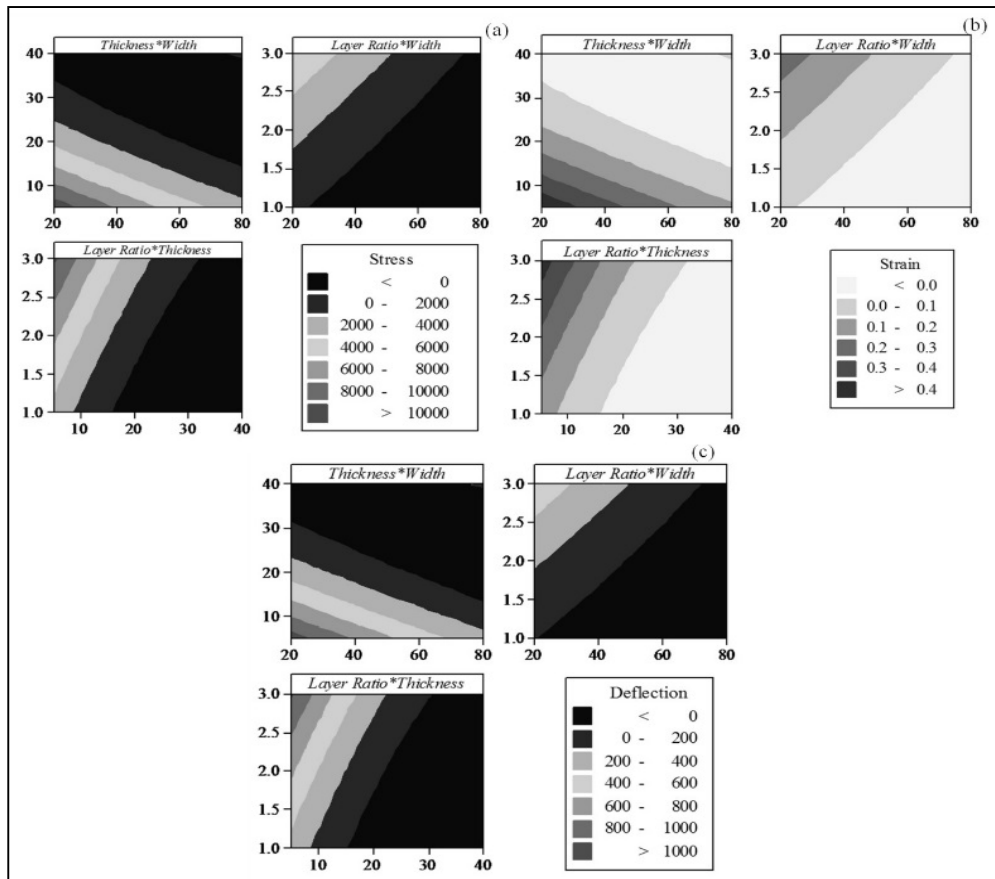 (a)
Thickness*Width
40
30
20
10
20 40 60 80
Layer Ratio*Width
3.0
2.5
2.0
1.5
1.0
20 40 60 80
Layer Ratio*Thickness
3.0
2.5
2.0
1.5
1.0
10 20 30 40
Stress
< 0
0 - 2000
2000 - 4000
4000 - 6000
6000 - 8000
8000 - 10000
> 10000
(b)
Thickness*Width
40
30
20
10
20 40 60 80
Layer Ratio*Width
3.0
2.5
2.0
1.5
1.0
20 40 60 80
Layer Ratio*Thickness
3.0
2.5
2.0
1.5
1.0
10 20 30 40
Strain
< 0.0
0.0 - 0.1
0.1 - 0.2
0.2 - 0.3
0.3 - 0.4
> 0.4
(c)
Thickness*Width
40
30
20
10
20 40 60 80
Layer Ratio*Width
3.0
2.5
2.0
1.5
1.0
20 40 60 80
Layer Ratio*Thickness
3.0
2.5
2.0
1.5
1.0
10 20 30 40
Deflection
< 0
0 - 200
200 - 400
400 - 600
600 - 800
800 - 1000
> 1000